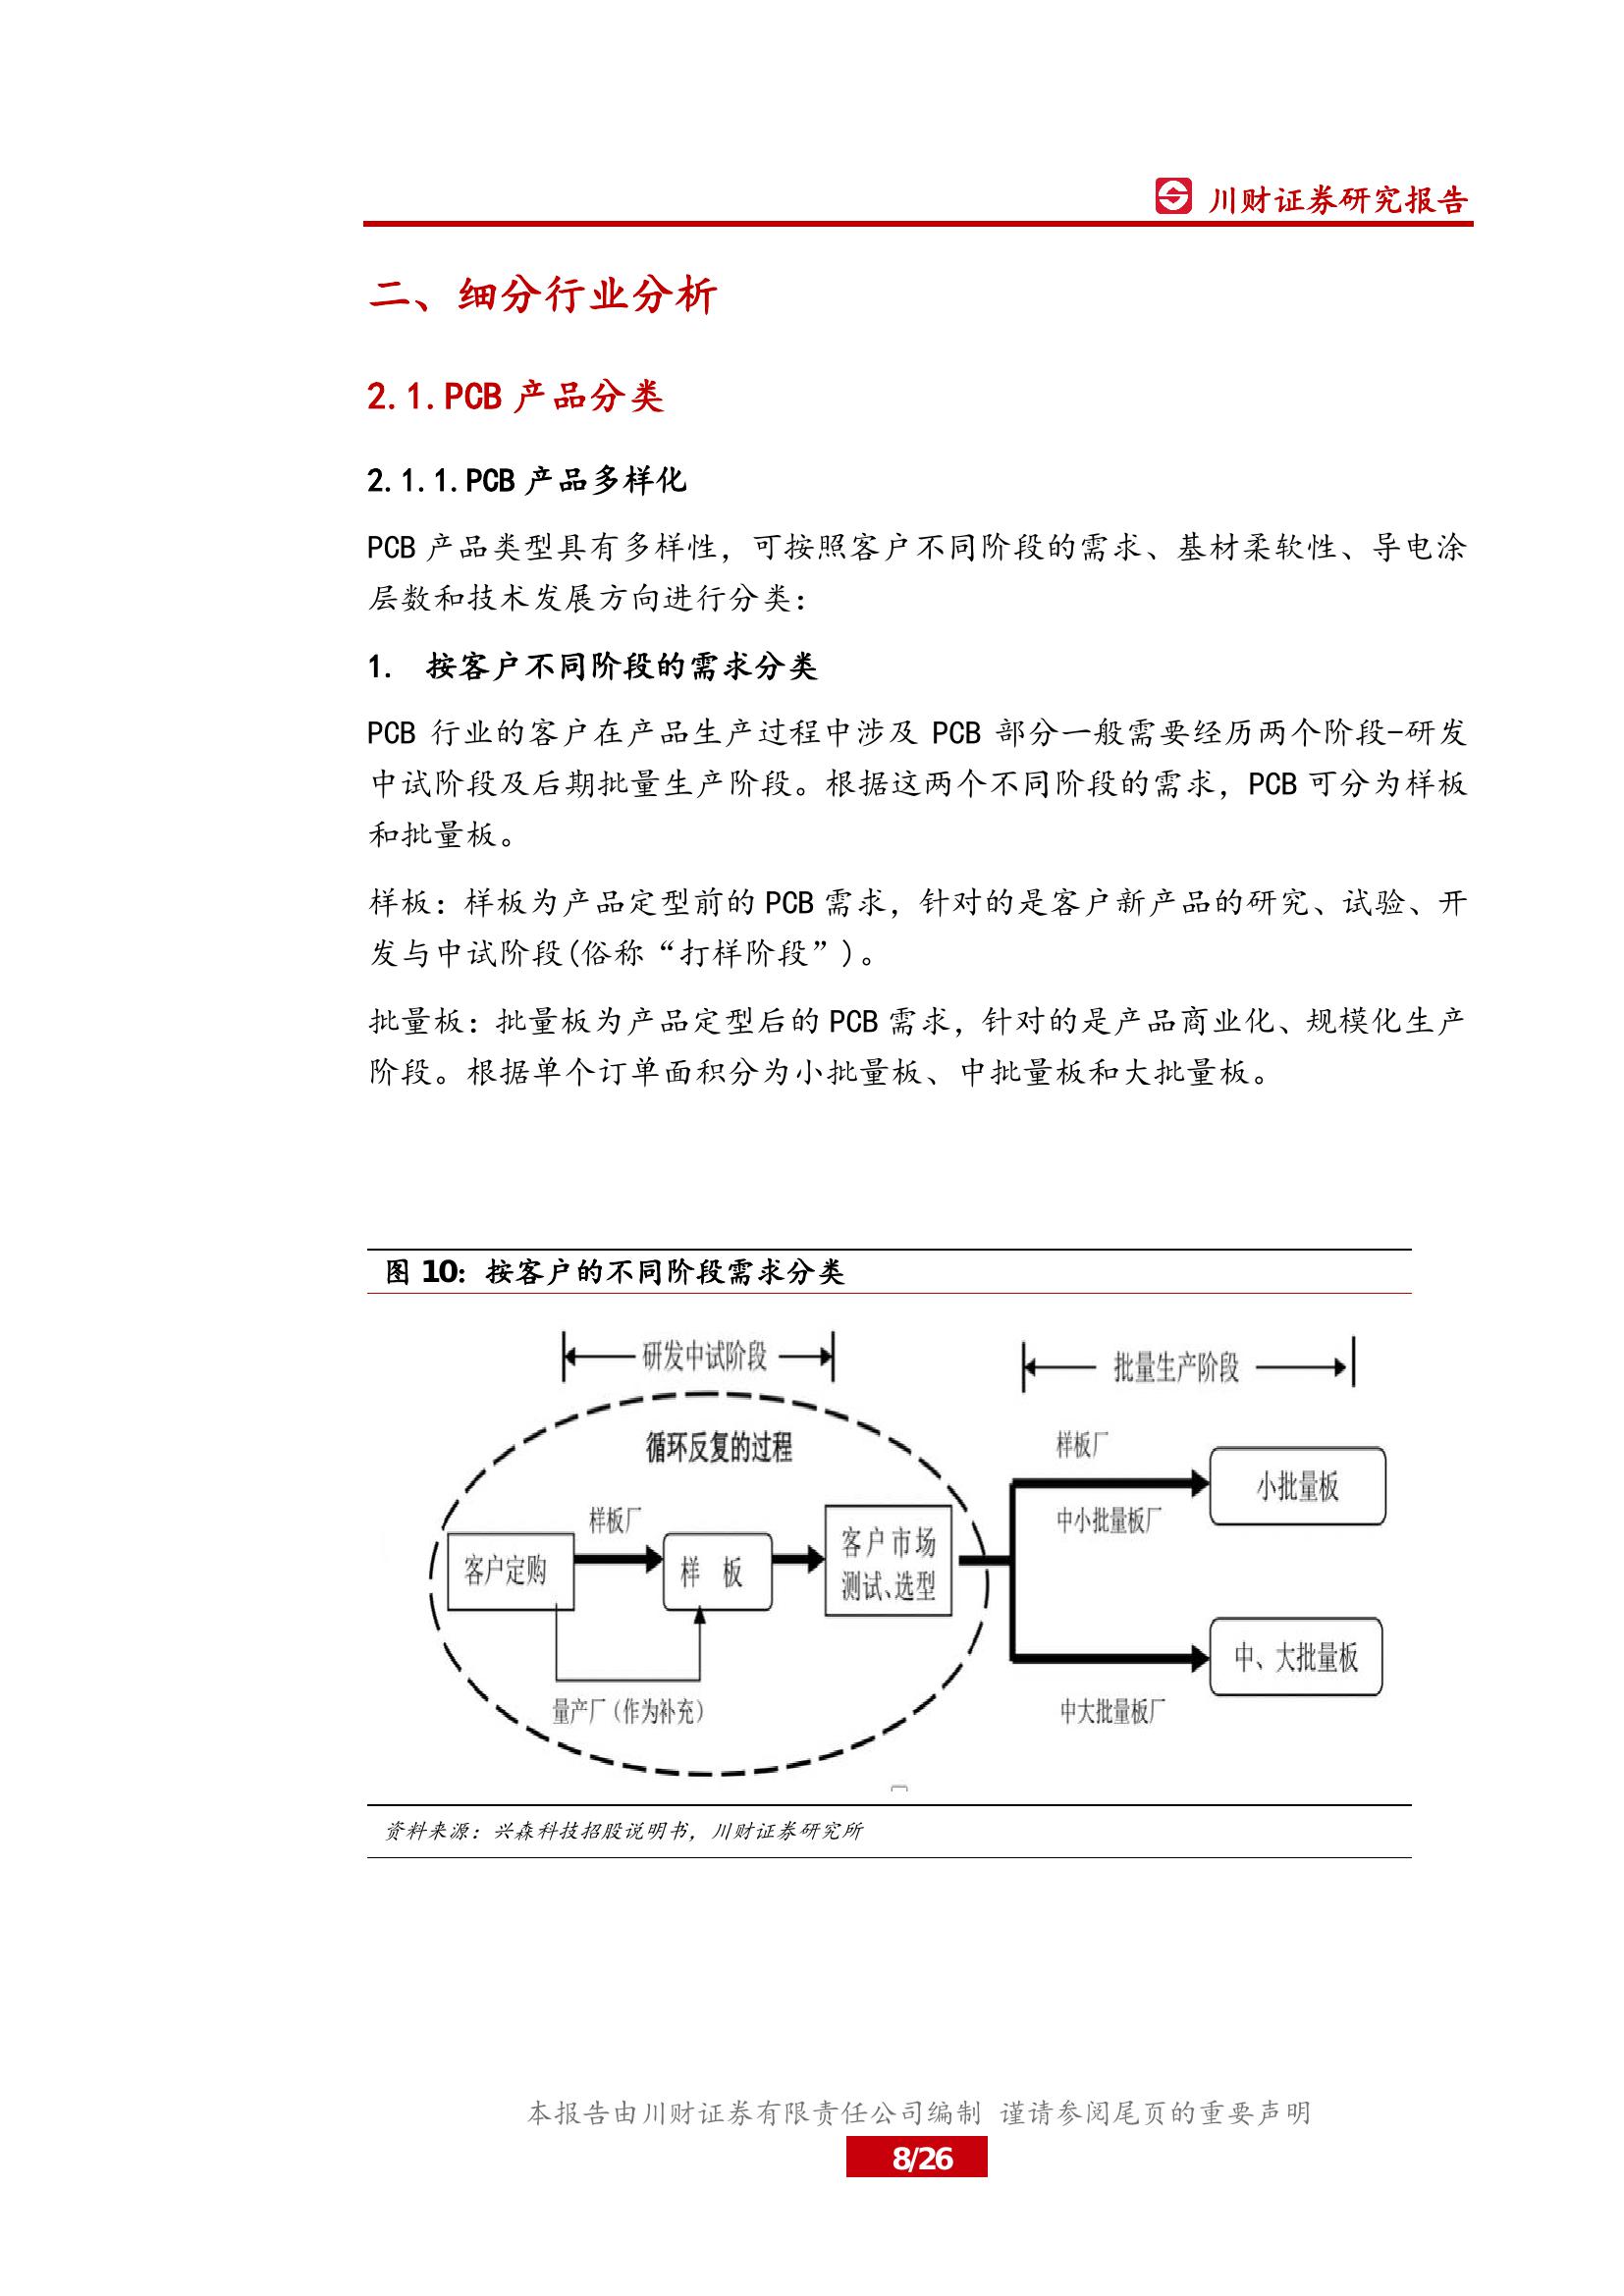 川财证券研究报告
二、细分行业分析
2.1.PCB 产品分类
2.1.1.PCB 产品多样化
PCB 产品类型具有多样性，可按照客户不同阶段的需求、基材柔软性、导电涂
层数和技术发展方向进行分类：
1. 按客户不同阶段的需求分类
PCB 行业的客户在产品生产过程中涉及 PCB 部分一般需要经历两个阶段-研发
中试阶段及后期批量生产阶段。根据这两个不同阶段的需求，PCB 可分为样板
和批量板。
样板：样板为产品定型前的 PCB 需求，针对的是客户新产品的研究、试验、开
发与中试阶段(俗称“打样阶段”)。
批量板：批量板为产品定型后的 PCB 需求，针对的是产品商业化、规模化生产
阶段。根据单个订单面积分为小批量板、中批量板和大批量板。
图 10: 按客户的不同阶段需求分类
研发中试阶段
批量生产阶段
循环反复的过程
样板厂
客户定购
样 板
客户市场
测试、选型
量产厂（作为补充）
样板厂
中小批量板厂
小批量板
中、大批量板
中大批量板厂
资料来源：兴森科技招股说明书，川财证券研究所
本报告由川财证券有限责任公司编制 谨请参阅尾页的重要声明
8/26